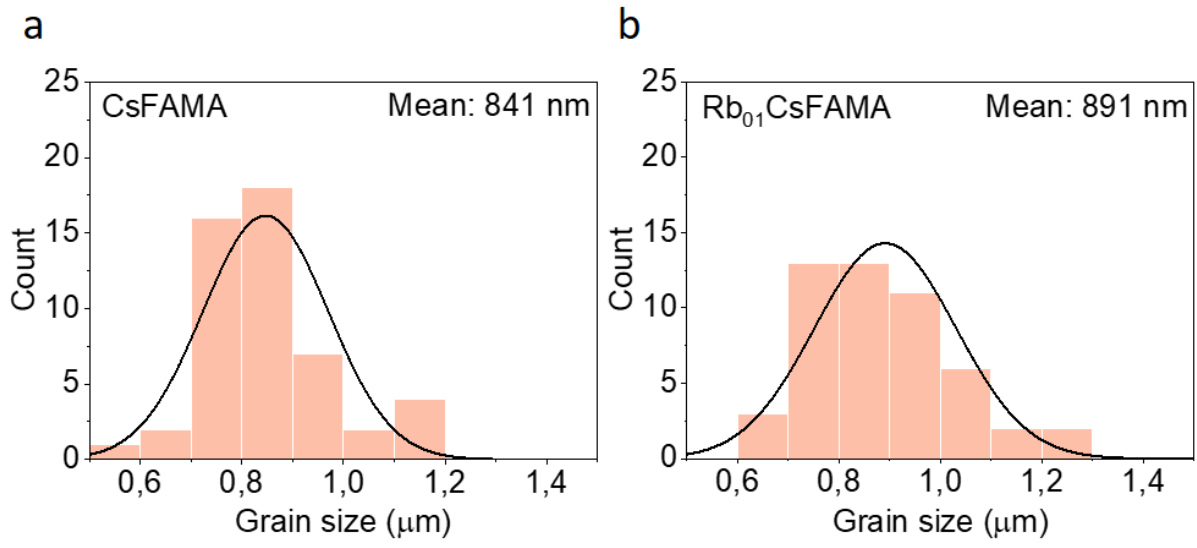 a
CsFAMA
Mean: 841 nm
25
20
15
10
5
0
Count
0,6
0,8
1,0
1,2
1,4
Grain size (μm)
b
Rb₀₁CsFAMA
Mean: 891 nm
25
20
15
10
5
0
Count
0,6
0,8
1,0
1,2
1,4
Grain size (μm)